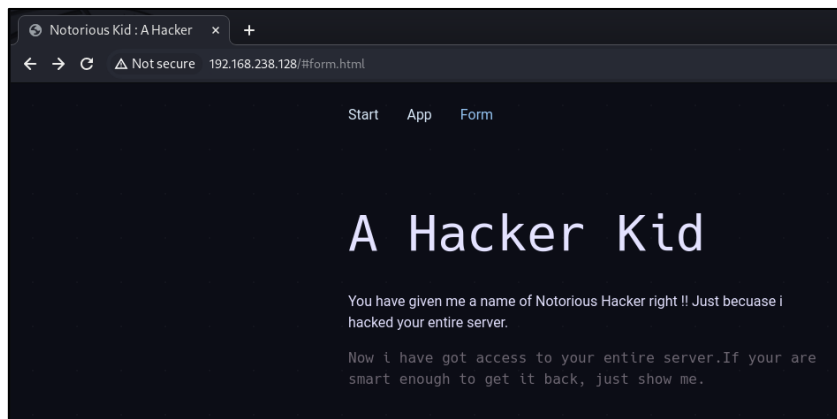 Notorious Kid : A Hacker
Not secure 192.168.238.128/#form.html
Start App Form
A Hacker Kid
You have given me a name of Notorious Hacker right !! Just becuase i
hacked your entire server.
Now i have got access to your entire server.If your are
smart enough to get it back, just show me.